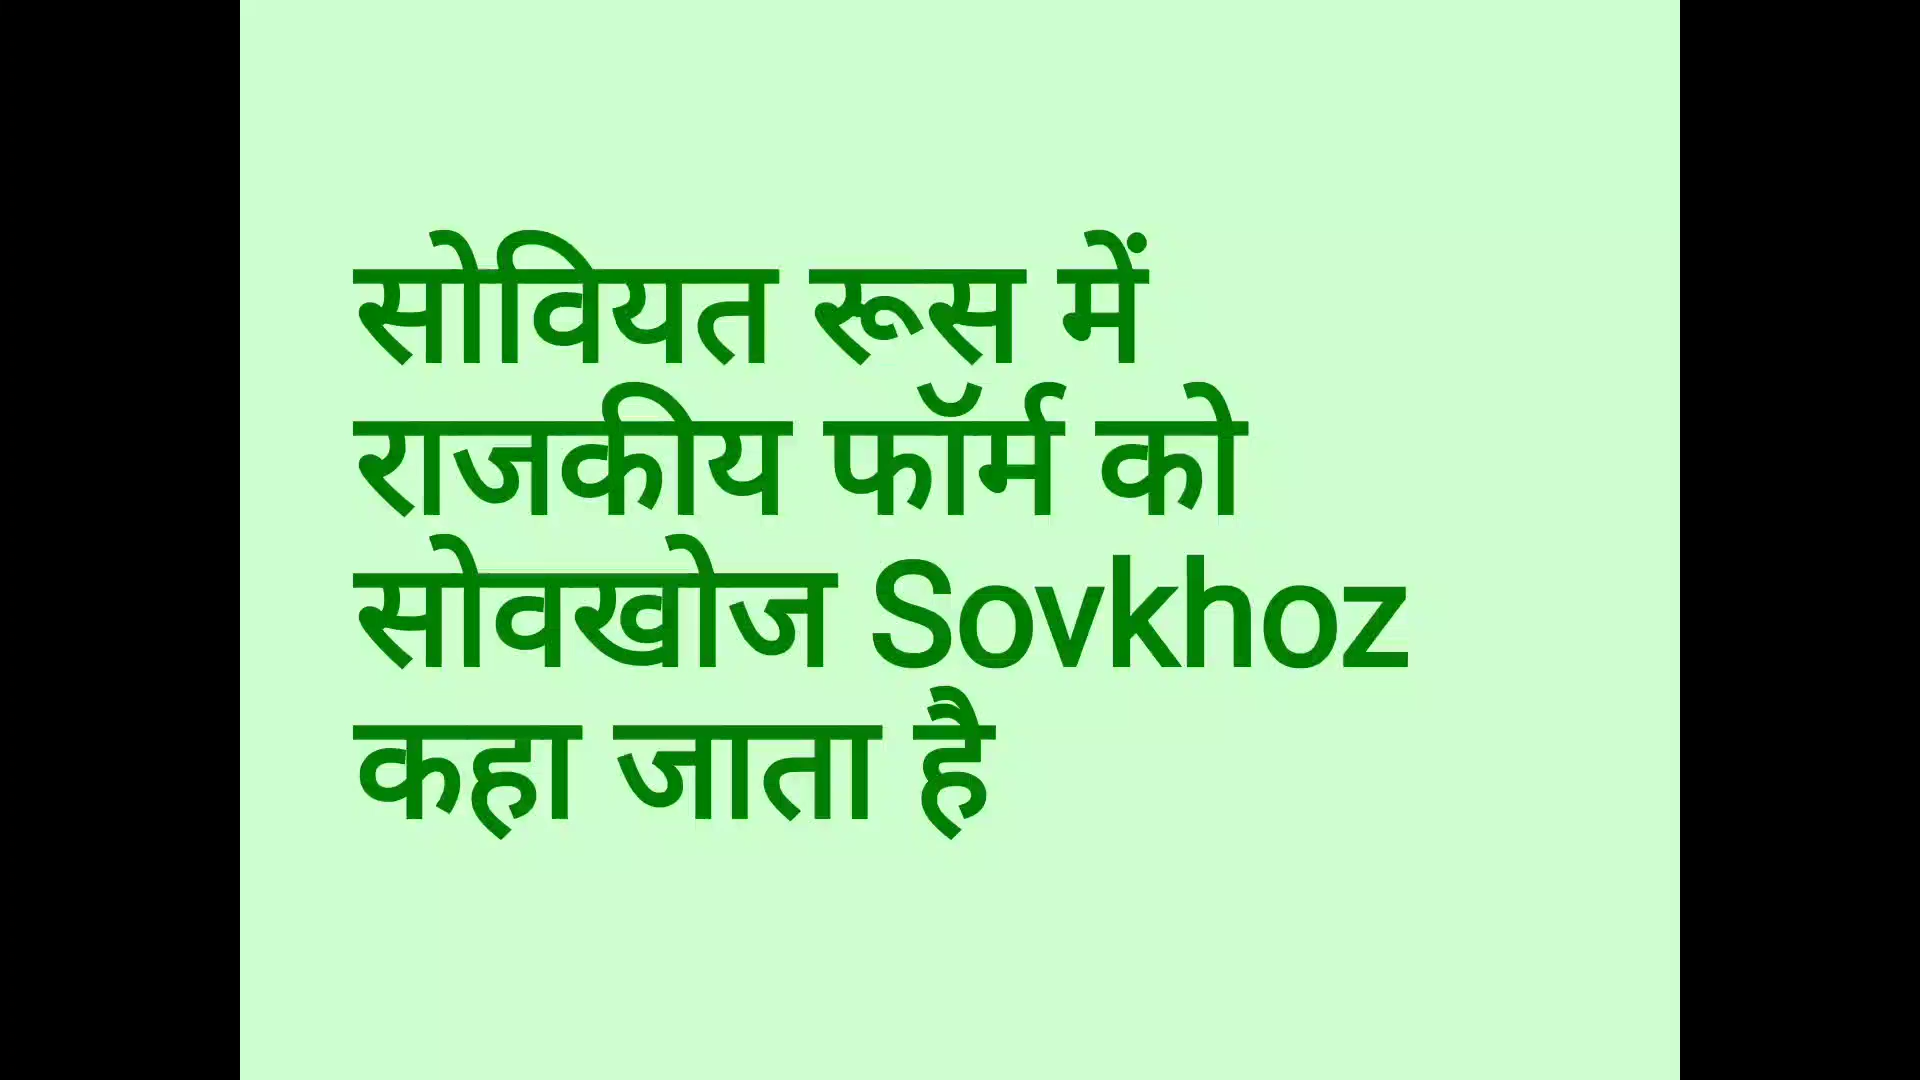 सोवियत रूस में
राजकीय फॉर्म को
सोवखोज Sovkhoz
कहा जाता है